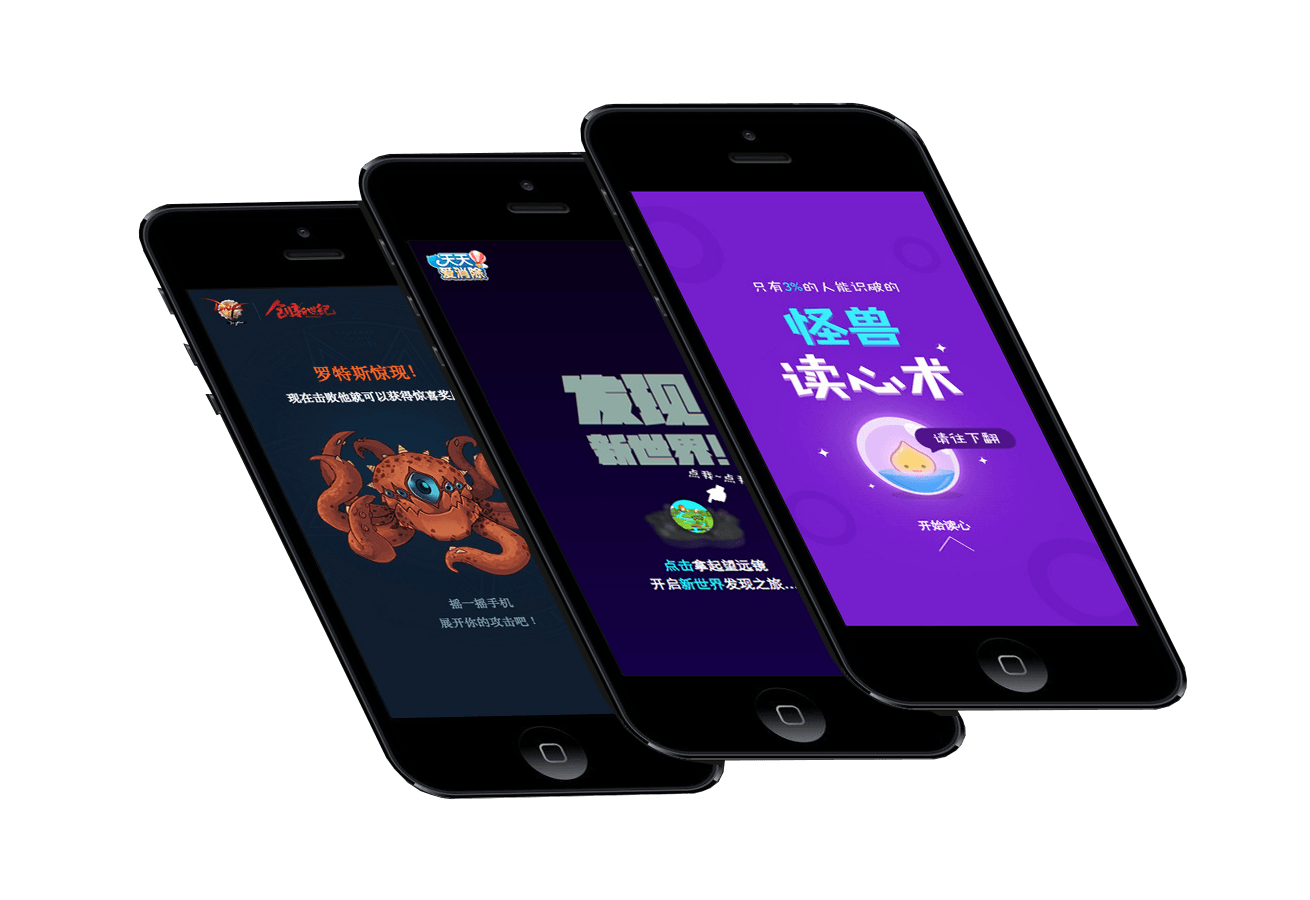 创世纪
罗特斯惊现!
现在击败他就可以获得惊喜奖
摇一摇手机
展开你的攻击吧!
天天
爱消除
发现
新世界!
点我~点
点击拿起望远镜
开启新世界发现之旅...
只有3%的人能识破的
怪兽
读心术
请往下翻
开始读心